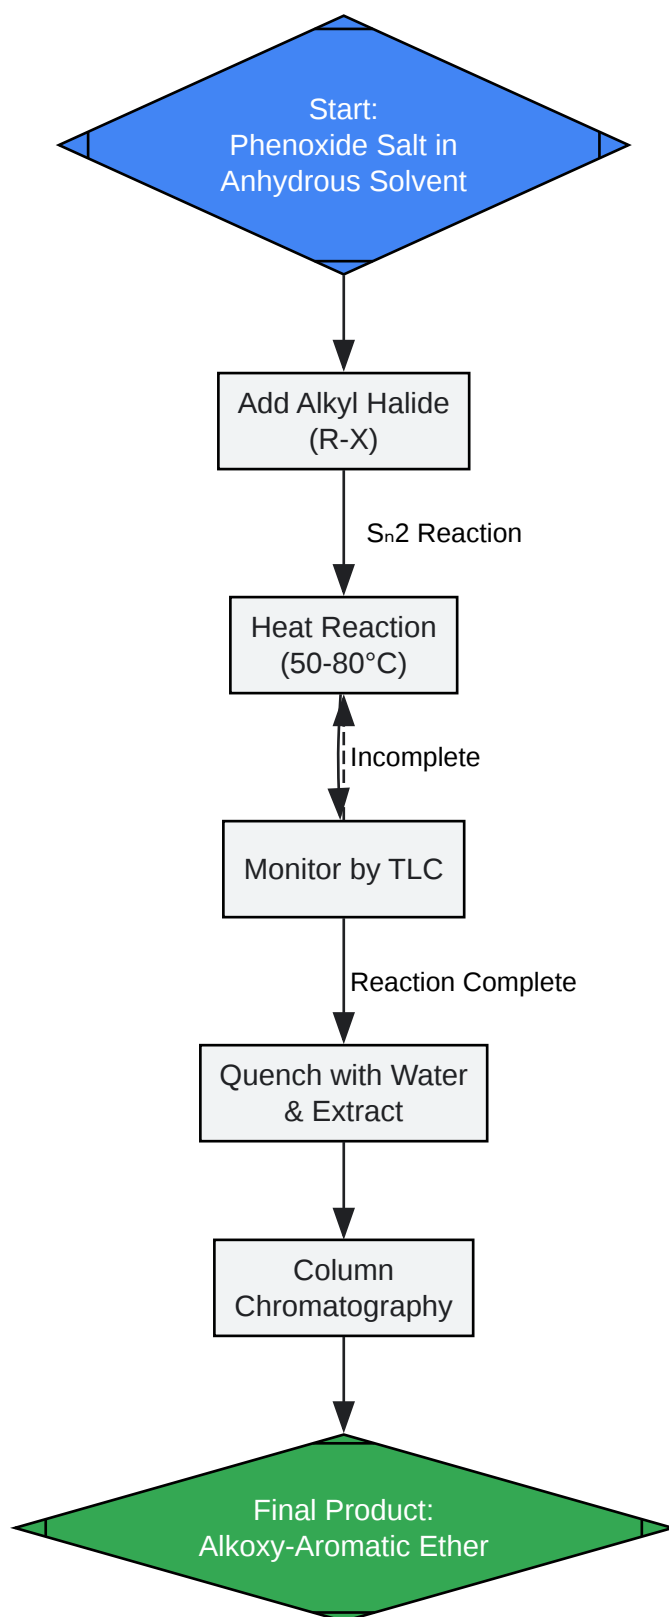 Start:
Phenoxide Salt in
Anhydrous Solvent
Add Alkyl Halide
(R-X)
Sₙ2 Reaction
Heat Reaction
(50-80°C)
Incomplete
Monitor by TLC
Reaction Complete
Quench with Water
& Extract
Column
Chromatography
Final Product:
Alkoxy-Aromatic Ether